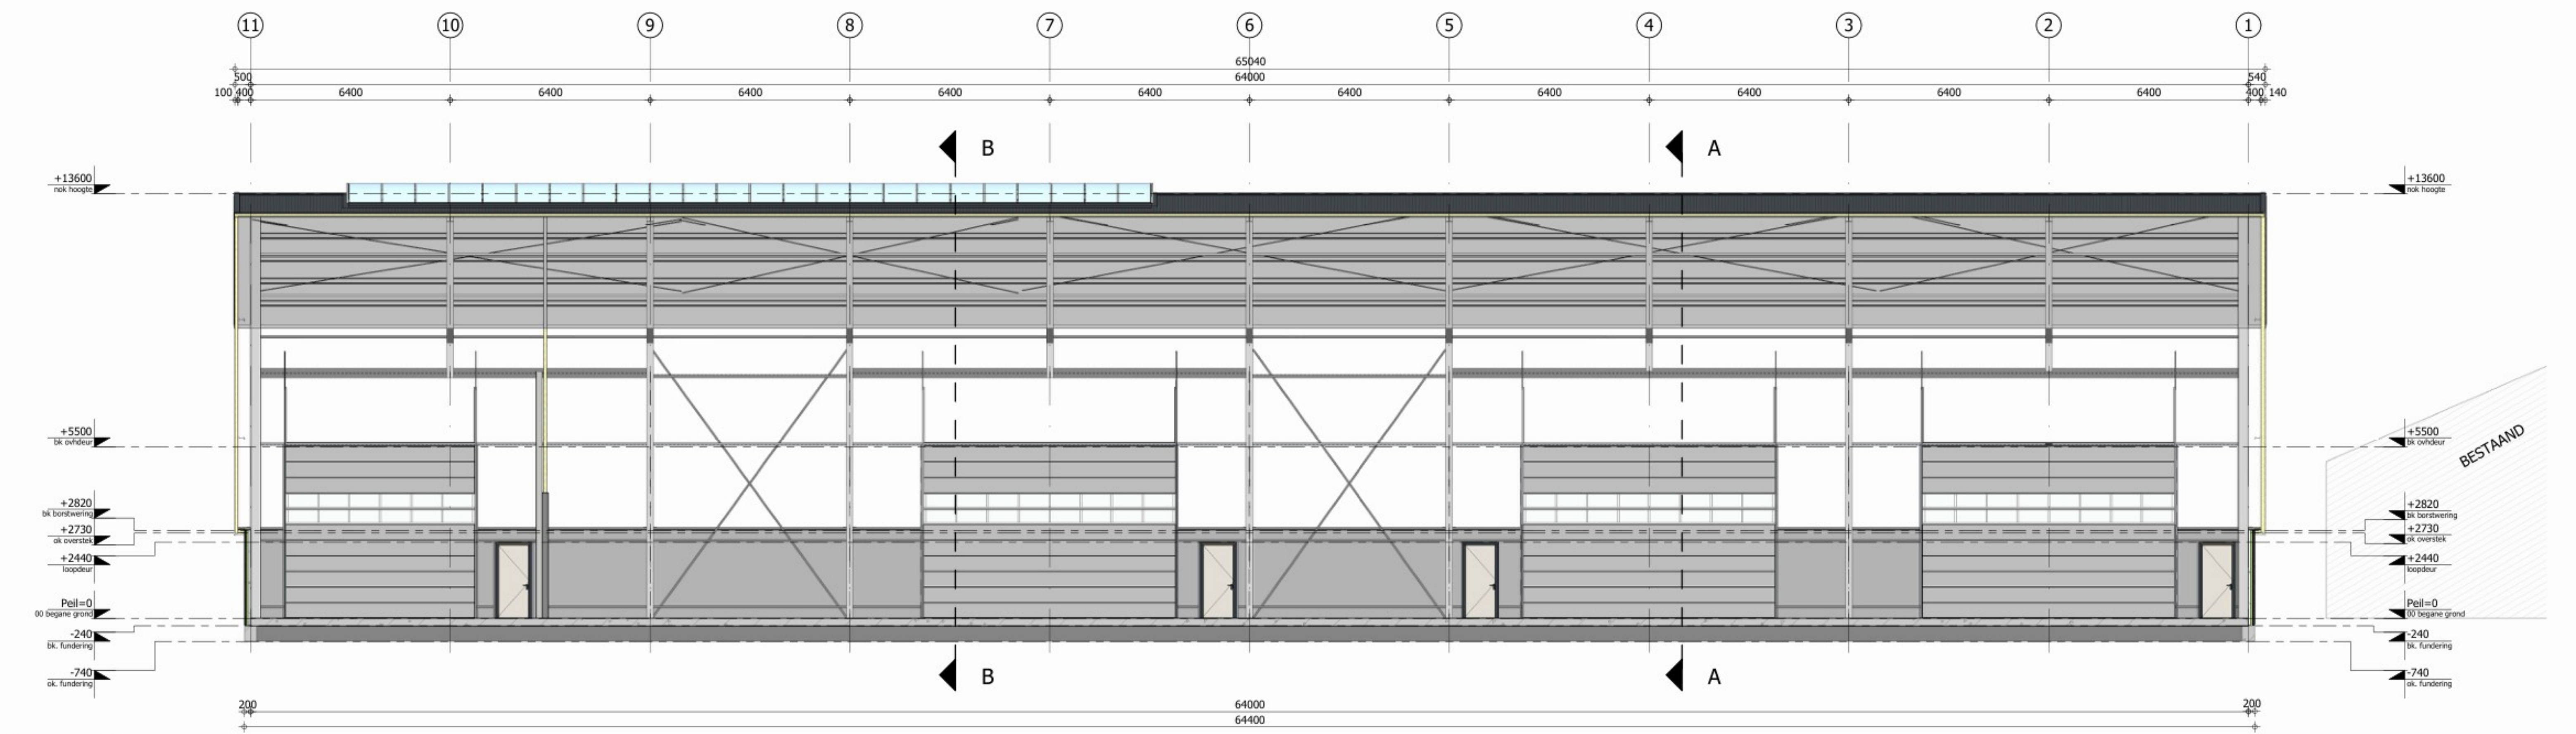 11 10 9 8 7 6 5 4 3 2 1
65040
500 64000 540
100 400 6400 6400 6400 6400 6400 6400 6400 6400 6400 6400 400 140
B A
+13600 +13600
nok hoogte nok hoogte
+5500 +5500
bk ovhdeur bk ovhdeur
BESTAAND
+2820 +2820
bk borstwering bk borstwering
+2730 +2730
ok overstek ok overstek
+2440 +2440
loopdeur loopdeur
Peil=0 Peil=0
00 begane grond 00 begane grond
-240 -240
bk. fundering bk. fundering
-740 -740
ok. fundering ok. fundering
B A
200 64000 200
64400